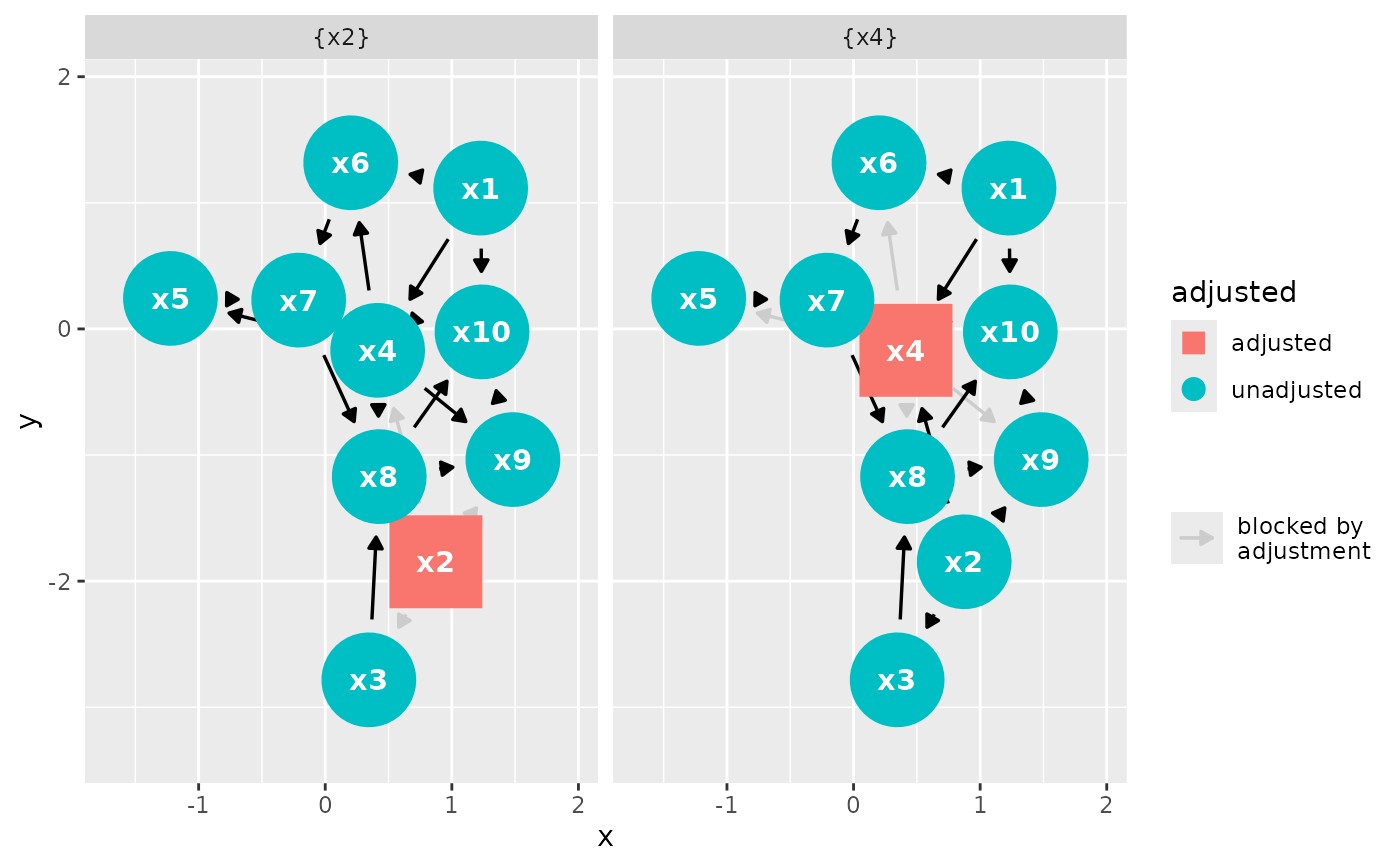 {x2}
{x4}
2
0
-2
y
x6
x1
x5
x7
x4
x10
x8
x9
x2
x3
x6
x1
x5
x7
x4
x10
x8
x9
x2
x3
-1
0
1
2
-1
0
1
2
x
adjusted
adjusted
unadjusted
blocked by
adjustment